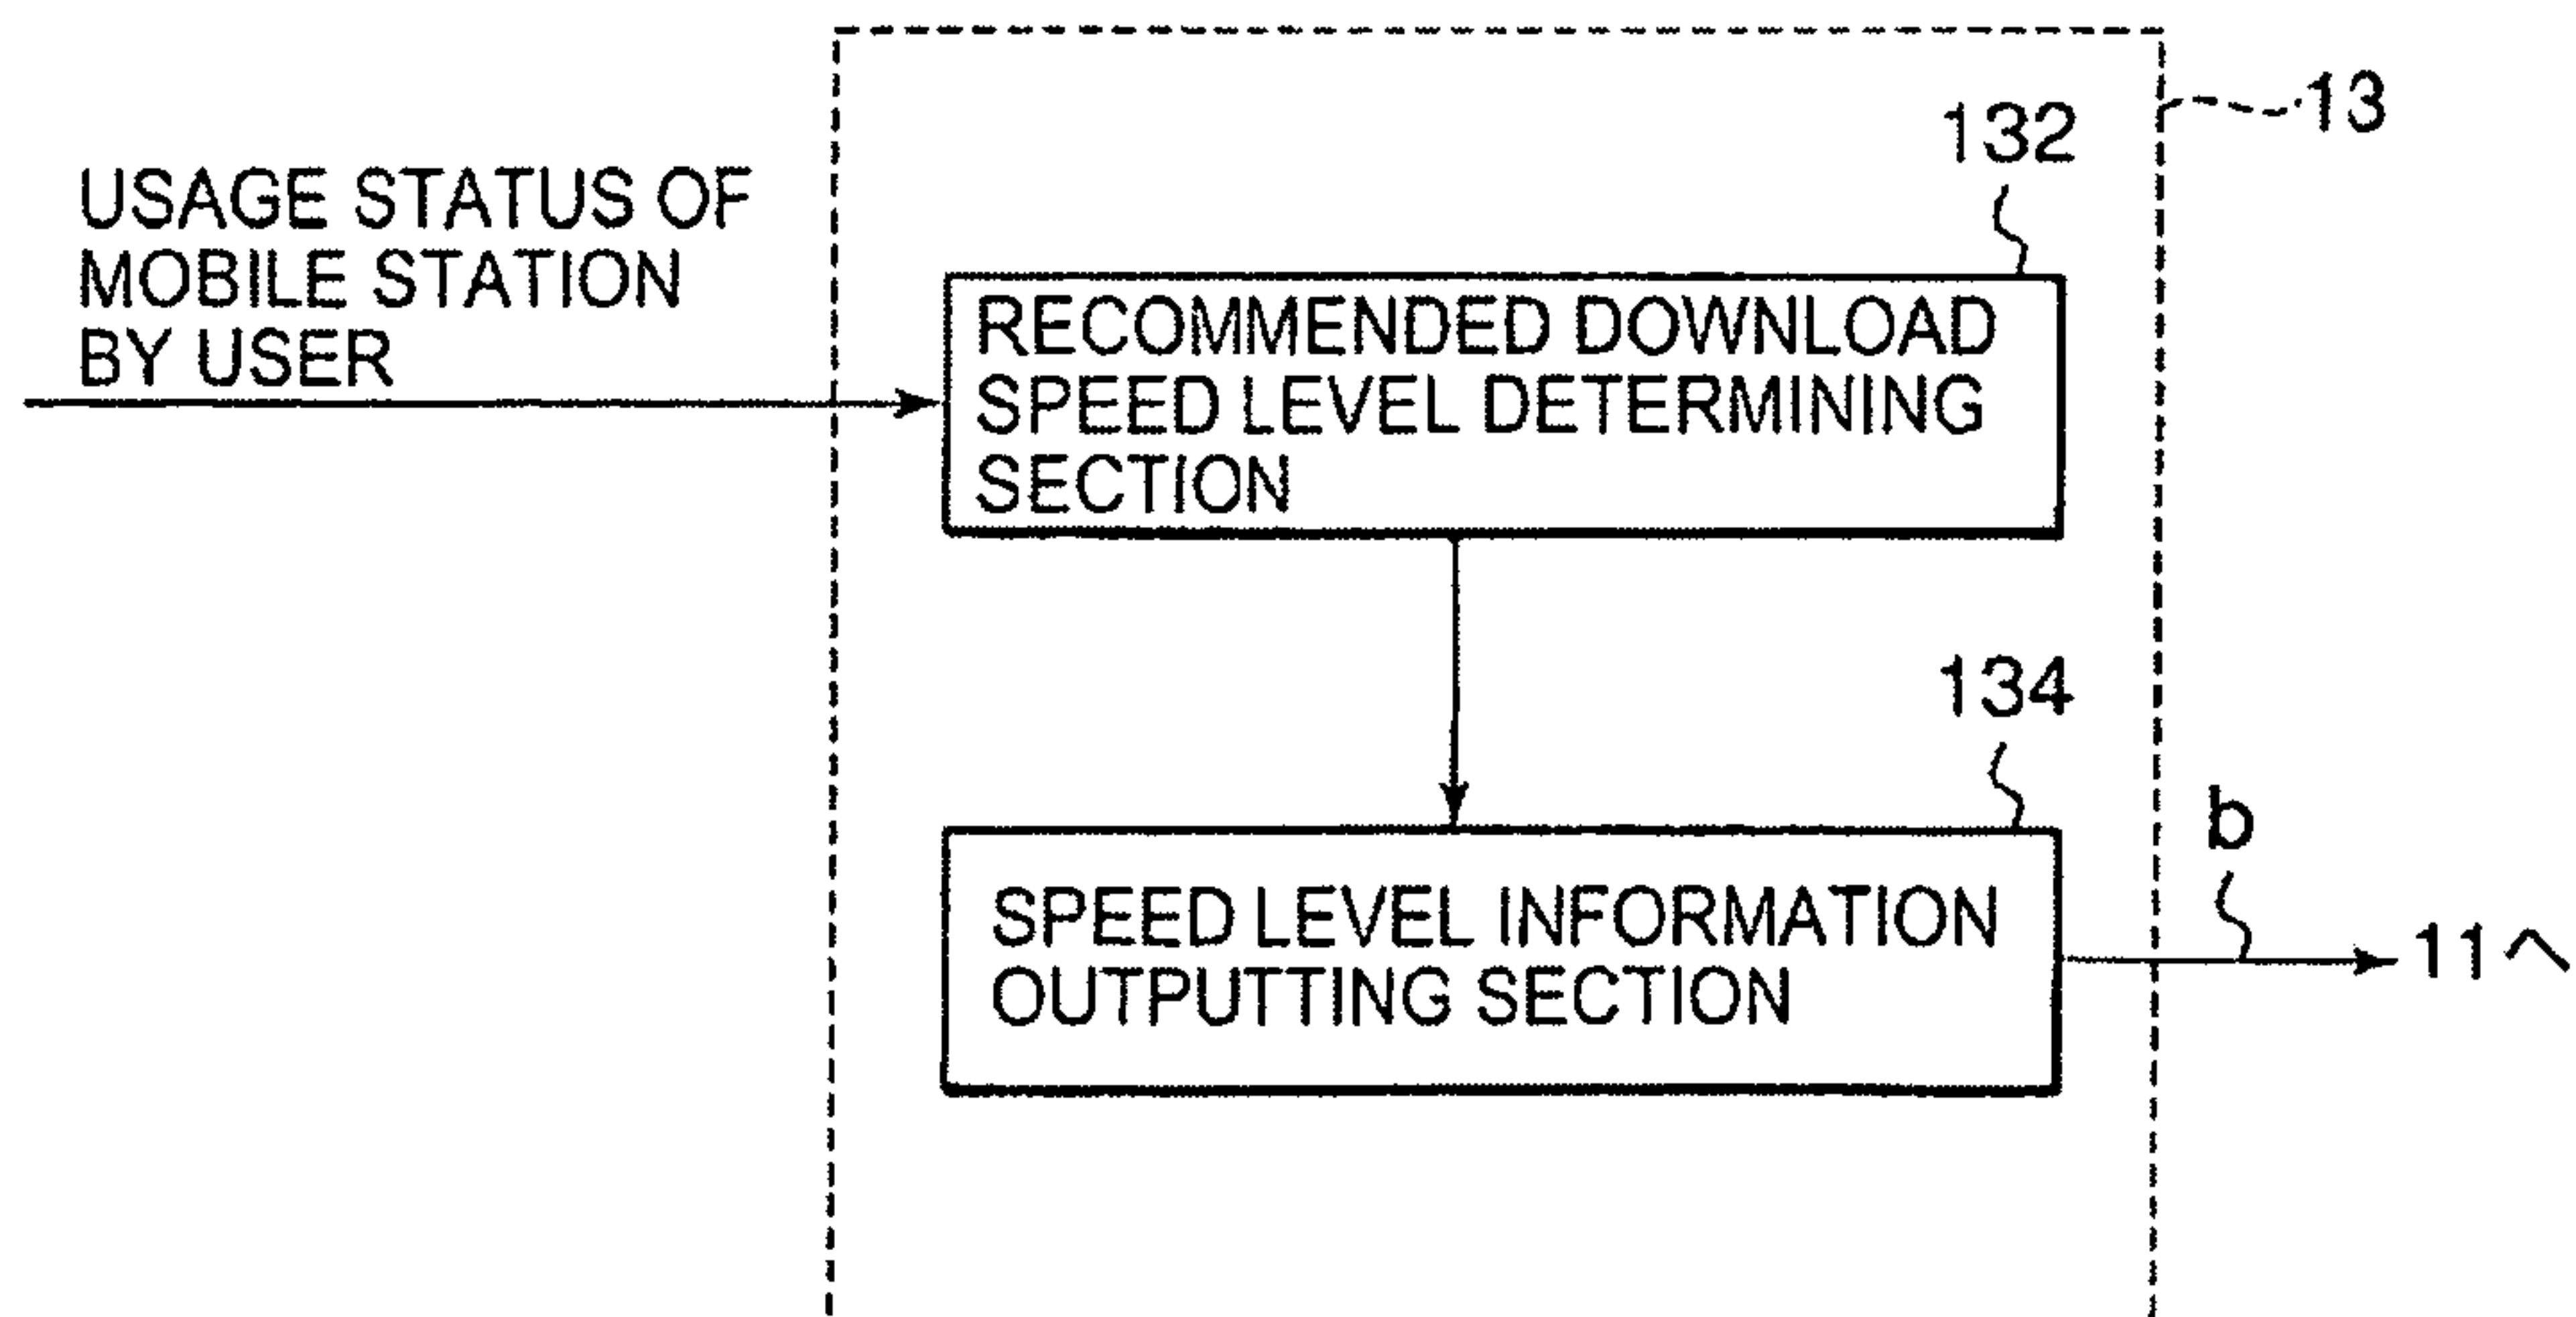 13
132
USAGE STATUS OF
MOBILE STATION
BY USER
RECOMMENDED DOWNLOAD
SPEED LEVEL DETERMINING
SECTION
134
b
SPEED LEVEL INFORMATION
OUTPUTTING SECTION
11へ